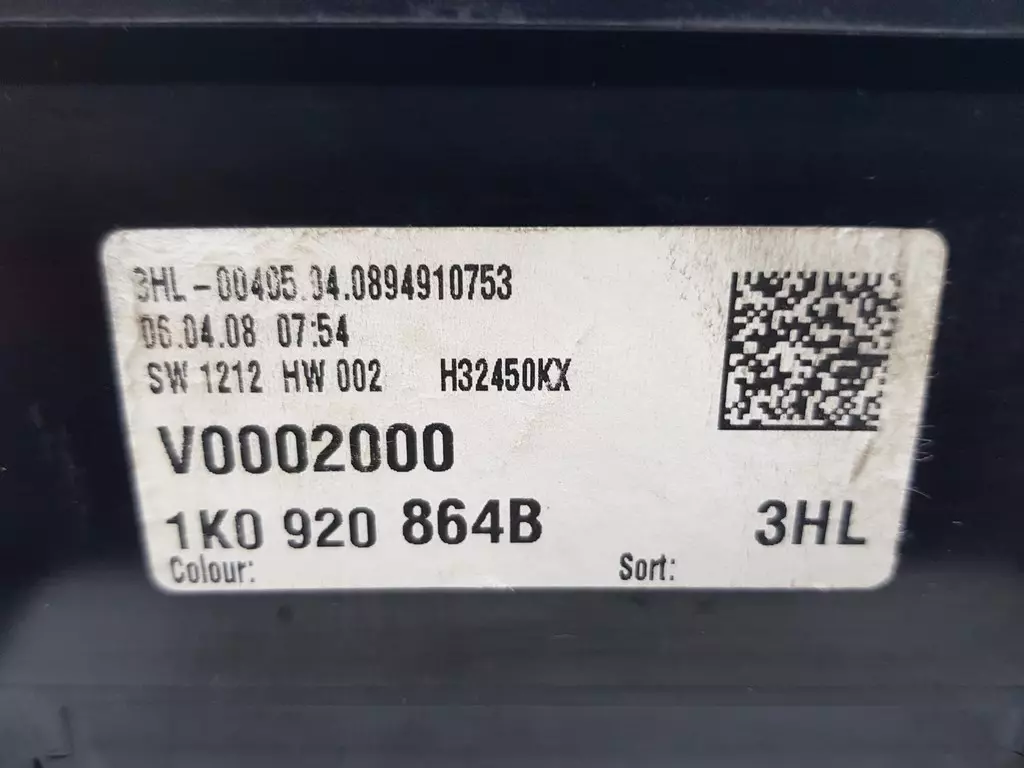 3HL-00405.04.0894910753
06.04.08 07:54
SW 1212 HW 002 H32450KX
V0002000
1K0 920 864B 3HL
Colour: Sort: